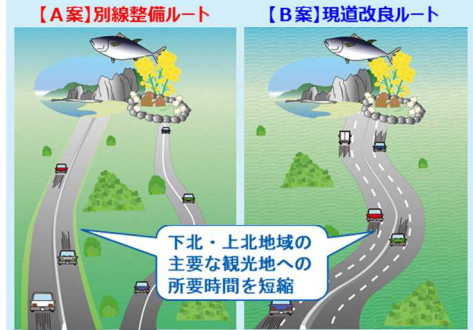 【A案】別線整備ルート
【B案】現道改良ルート
下北・上北地域の
主要な観光地への
所要時間を短縮